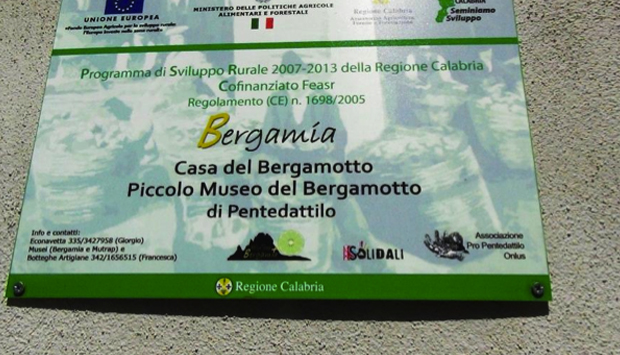 UNIONE EUROPEA
MINISTERO DELLE POLITICHE AGRICOLE
ALIMENTARI E FORESTALI
Regione Calabria
CALABRIA
Seminiamo
Sviluppo
Programma di Sviluppo Rurale 2007-2013 della Regione Calabria
Cofinanziato Feasr
Regolamento (CE) n. 1698/2005
Bergamia
Casa del Bergamotto
Piccolo Museo del Bergamotto
di Pentedattilo
Info e contatti:
Econavetta 335/3427958 (Giorgio)
Musei (Bergamia e Mutrap) e
Botteghe Artigiane 342/1656515 (Francesca)
Bergamia
SOLIDALI
Associazione
Pro Pentedattilo
Onlus
Regione Calabria